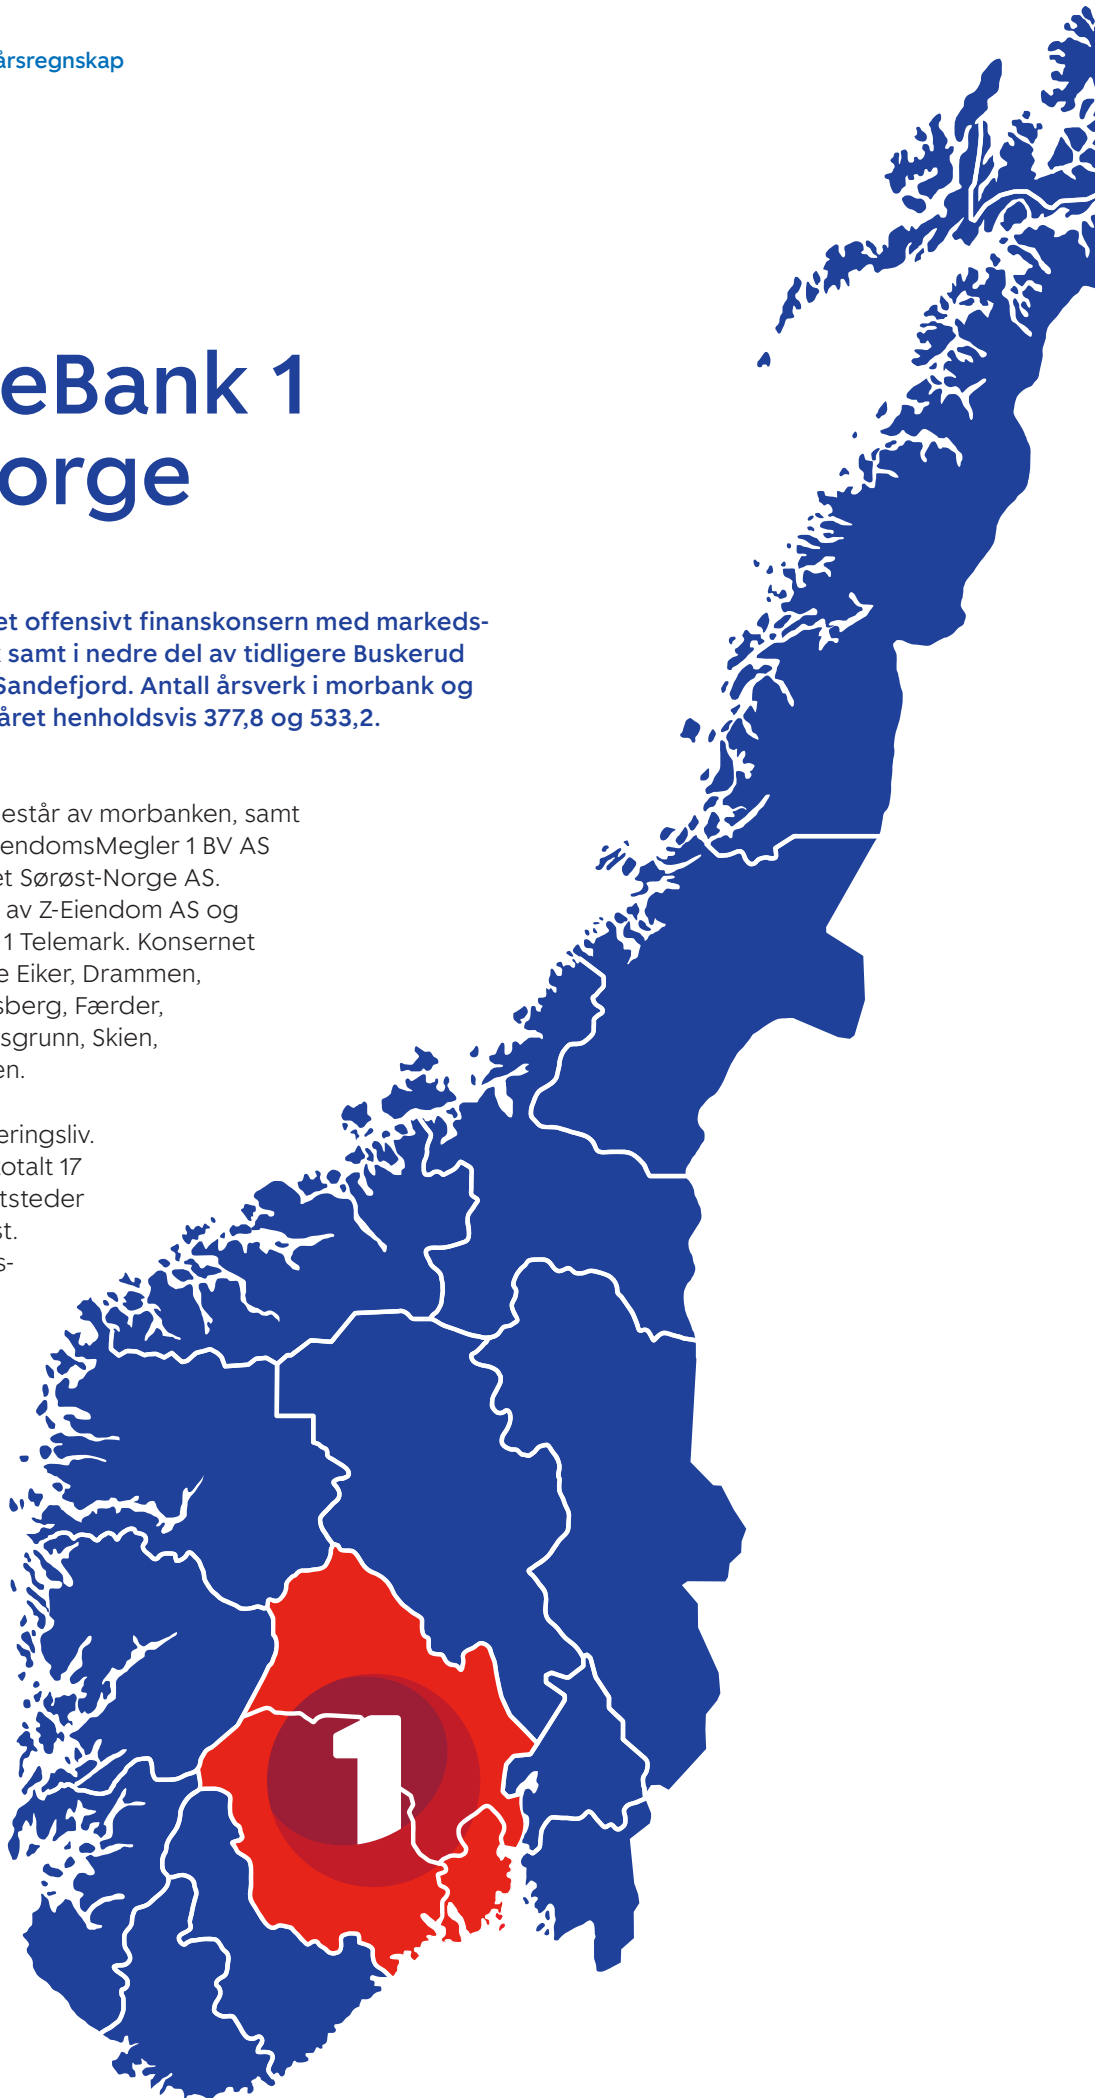 årsregnskap
eBank 1
orge
et offensivt finanskonsern med markeds-
samt i nedre del av tidligere Buskerud
Sandefjord. Antall årsverk i morbank og
året henholdsvis 377,8 og 533,2.
estår av morbanken, samt
endomsMegler 1 BV AS
et Sørøst-Norge AS.
av Z-Eiendom AS og
1 Telemark. Konsernet
e Eiker, Drammen,
sberg, Færder,
sgrunn, Skien,
en.
eringsliv.
totalt 17
tsteder
st.
s-
1